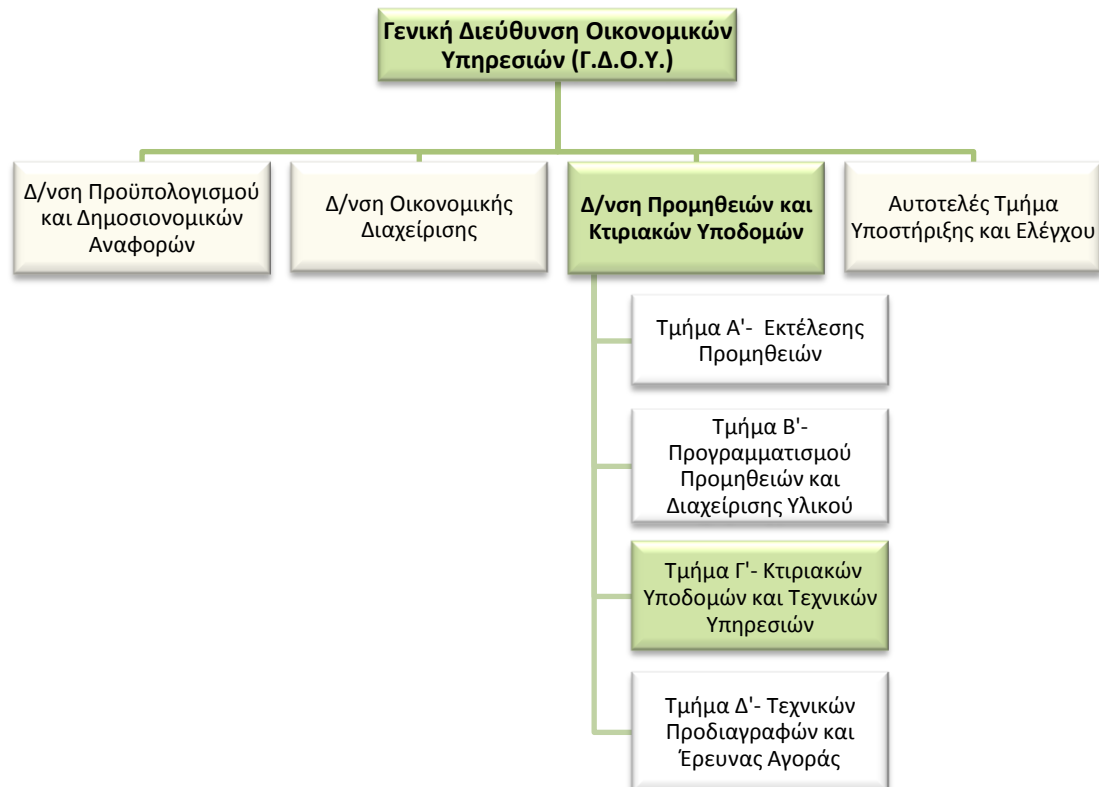 Γενική Διεύθυνση Οικονομικών
Υπηρεσιών (Γ.Δ.Ο.Υ.)
Δ/νση Προϋπολογισμού
και Δημοσιονομικών
Αναφορών
Δ/νση Οικονομικής
Διαχείρισης
Δ/νση Προμηθειών και
Κτιριακών Υποδομών
Αυτοτελές Τμήμα
Υποστήριξης και Ελέγχου
Τμήμα Α'- Εκτέλεσης
Προμηθειών
Τμήμα Β'-
Προγραμματισμού
Προμηθειών και
Διαχείρισης Υλικού
Τμήμα Γ'- Κτιριακών
Υποδομών και Τεχνικών
Υπηρεσιών
Τμήμα Δ'- Τεχνικών
Προδιαγραφών και
Έρευνας Αγοράς